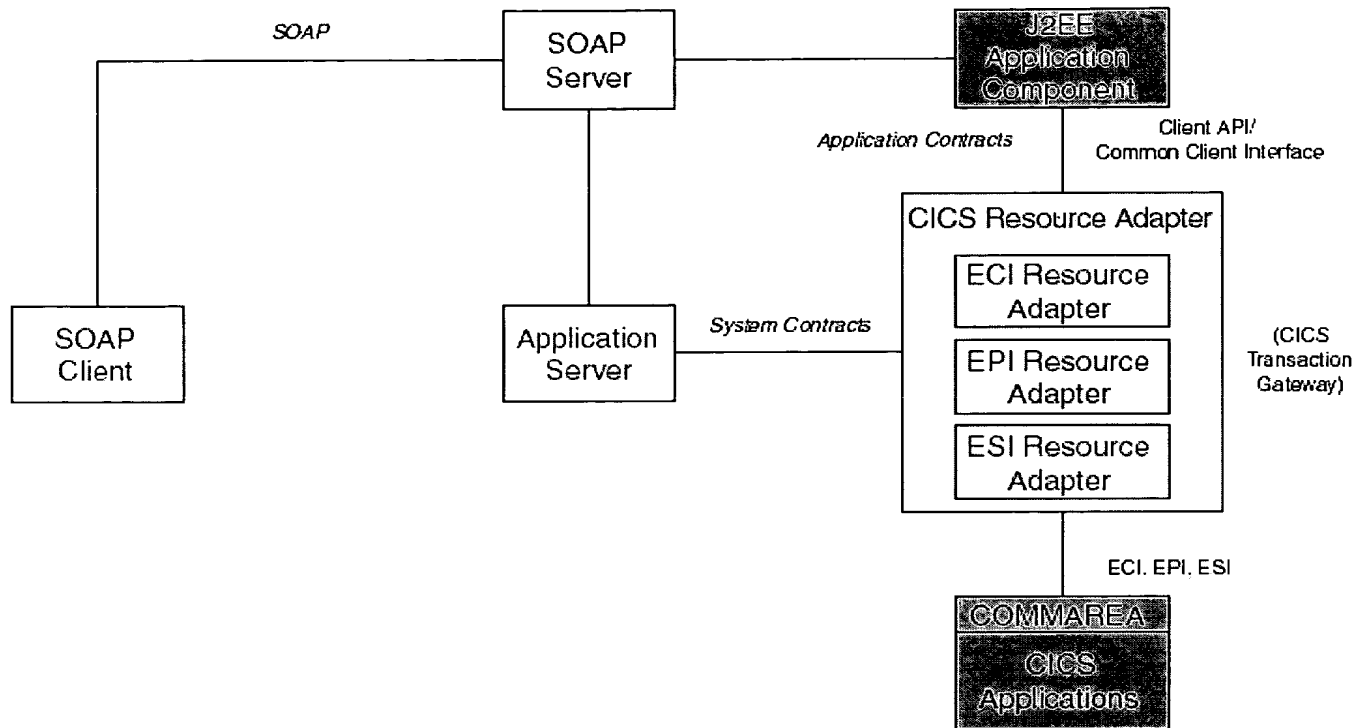 SOAP
SOAP
Server
J2EE
Application
Component
Application Contracts
Client API/
Common Client Interface
CICS Resource Adapter
ECI Resource
Adapter
SOAP
Client
Application
Server
System Contracts
EPI Resource
Adapter
(CICS
Transaction
Gateway)
ESI Resource
Adapter
ECI, EPI, ESI
COMMAREA
CICS
Applications